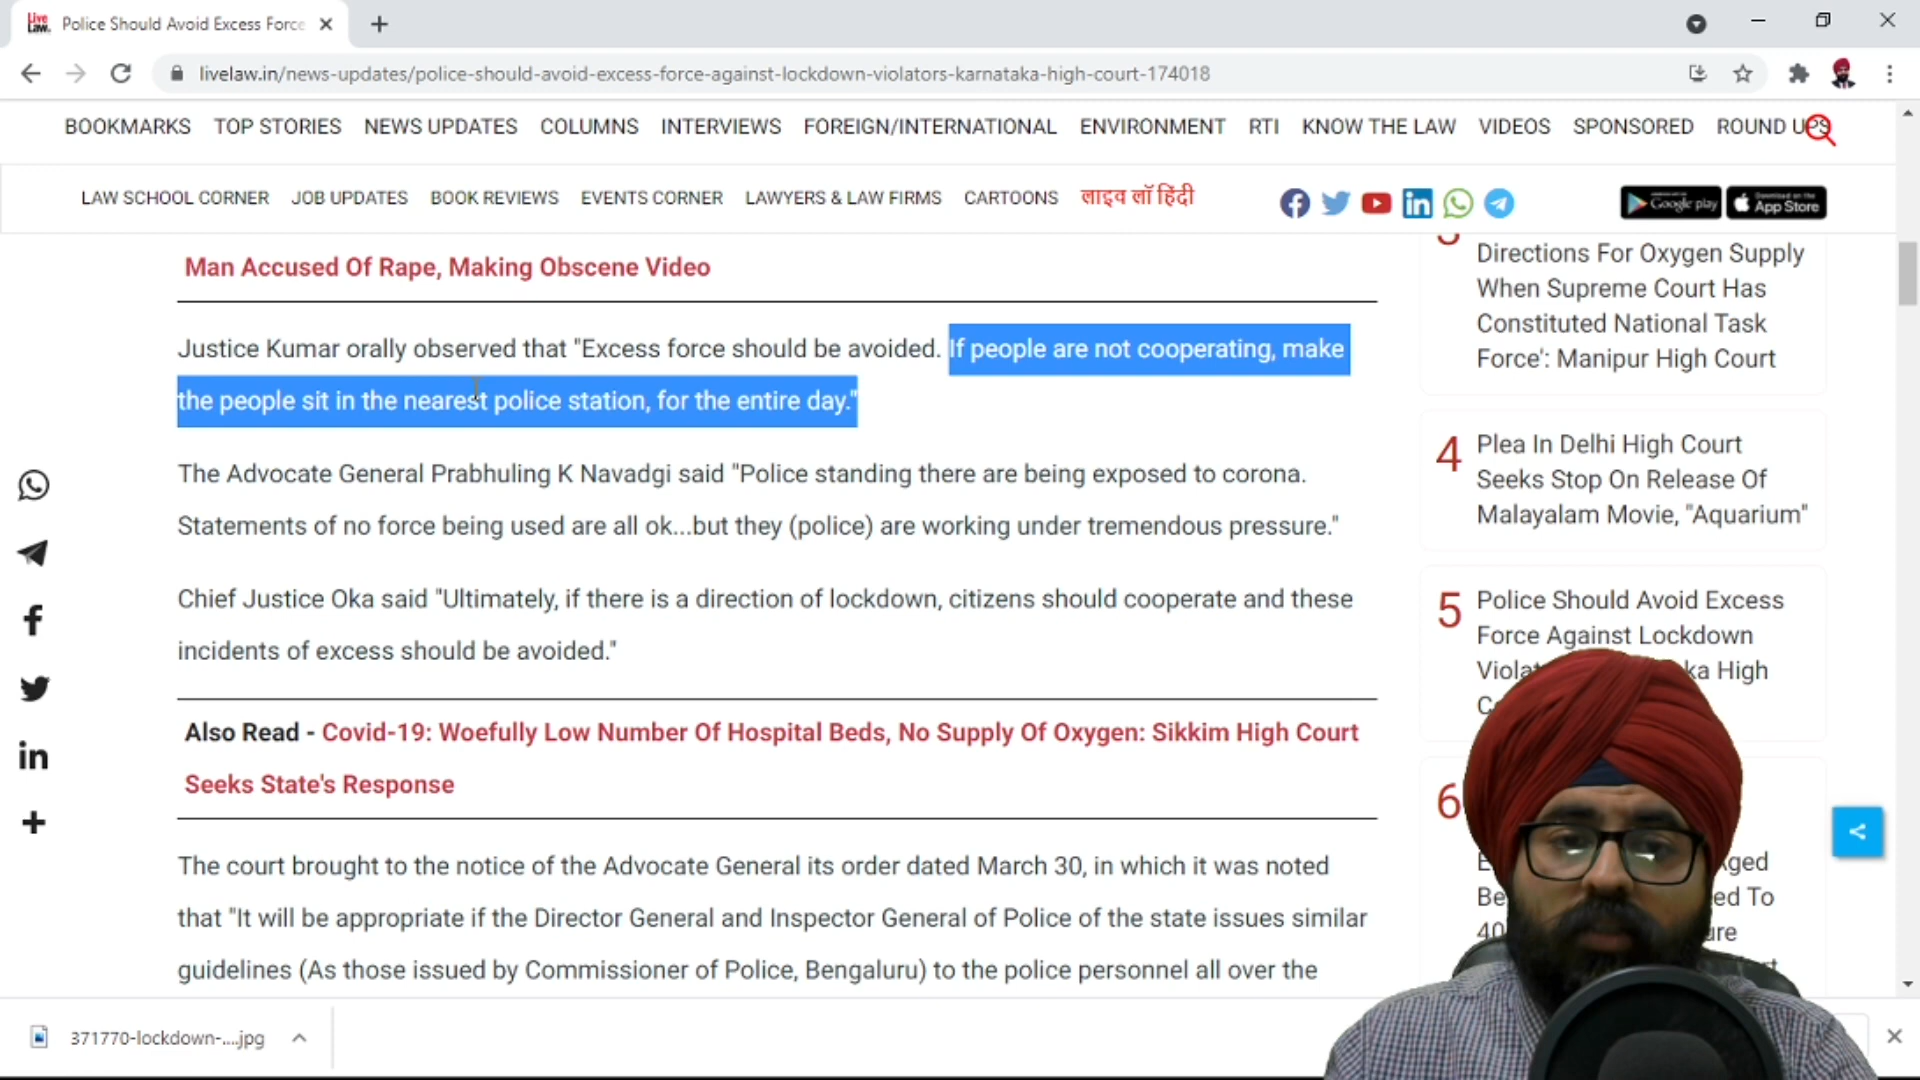 Live Law
Police Should Avoid Excess Force
livelaw.in/news-updates/police-should-avoid-excess-force-against-lockdown-violators-karnataka-high-court-174018
BOOKMARKS TOP STORIES NEWS UPDATES COLUMNS INTERVIEWS FOREIGN/INTERNATIONAL ENVIRONMENT RTI KNOW THE LAW VIDEOS SPONSORED ROUND UPS
LAW SCHOOL CORNER JOB UPDATES BOOK REVIEWS EVENTS CORNER LAWYERS & LAW FIRMS CARTOONS लाइव लॉ हिंदी
Google play
Download on the
App Store
Man Accused Of Rape, Making Obscene Video
Justice Kumar orally observed that "Excess force should be avoided. If people are not cooperating, make
the people sit in the nearest police station, for the entire day."
The Advocate General Prabhuling K Navadgi said "Police standing there are being exposed to corona.
Statements of no force being used are all ok...but they (police) are working under tremendous pressure."
Chief Justice Oka said "Ultimately, if there is a direction of lockdown, citizens should cooperate and these
incidents of excess should be avoided."
Also Read - Covid-19: Woefully Low Number Of Hospital Beds, No Supply Of Oxygen: Sikkim High Court
Seeks State's Response
The court brought to the notice of the Advocate General its order dated March 30, in which it was noted
that "It will be appropriate if the Director General and Inspector General of Police of the state issues similar
guidelines (As those issued by Commissioner of Police, Bengaluru) to the police personnel all over the
Directions For Oxygen Supply
When Supreme Court Has
Constituted National Task
Force': Manipur High Court
4 Plea In Delhi High Court
Seeks Stop On Release Of
Malayalam Movie, "Aquarium"
5 Police Should Avoid Excess
Force Against Lockdown
High
6
ed To
40
371770-lockdown-....jpg